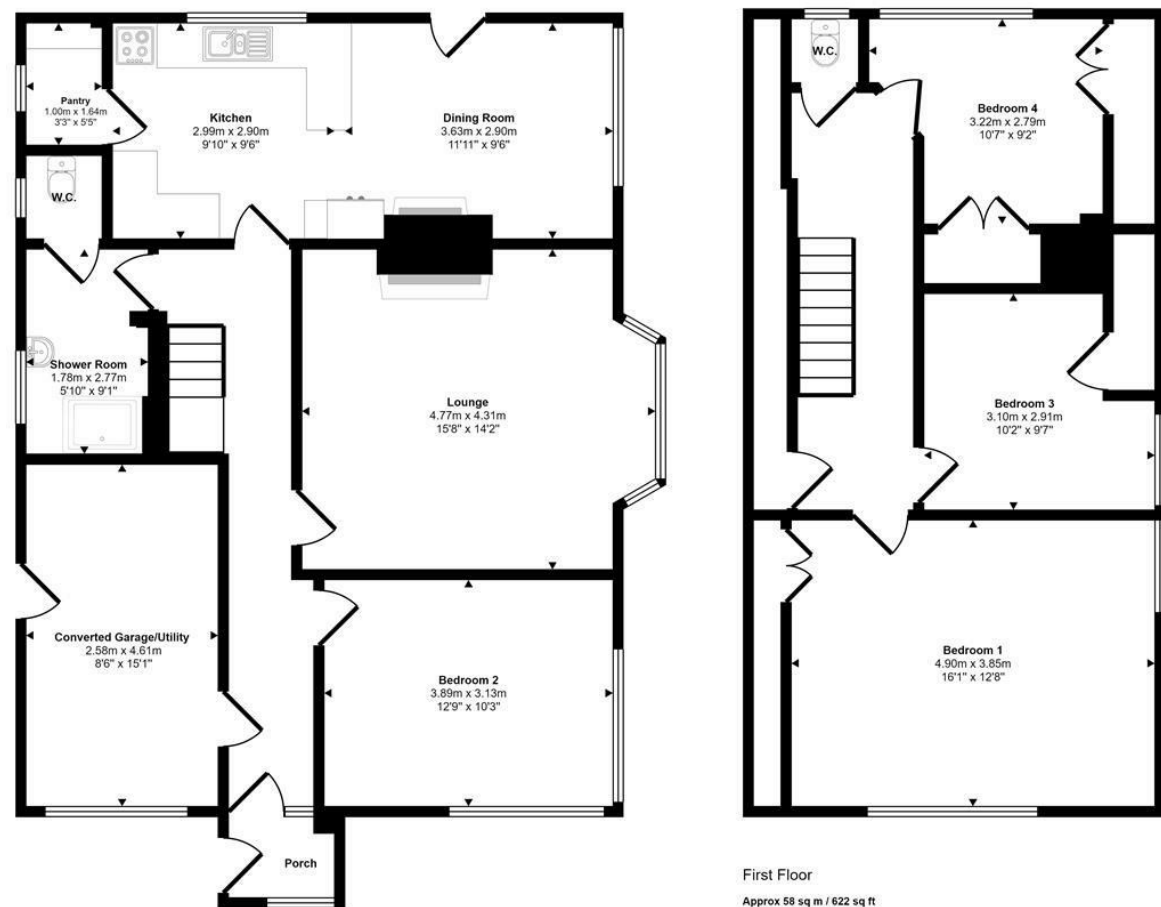 Pantry
1.00m x 1.64m
3'3" x 5'5"
Kitchen
2.99m x 2.90m
9'10" x 9'6"
Dining Room
3.63m x 2.90m
11'11" x 9'6"
W.C.
Shower Room
1.78m x 2.77m
5'10" x 9'1"
Lounge
4.77m x 4.31m
15'8" x 14'2"
Converted Garage/Utility
2.58m x 4.61m
8'6" x 15'1"
Bedroom 2
3.89m x 3.13m
12'9" x 10'3"
Porch
W.C.
Bedroom 4
3.22m x 2.79m
10'7" x 9'2"
Bedroom 3
3.10m x 2.91m
10'2" x 9'7"
Bedroom 1
4.90m x 3.85m
16'1" x 12'8"
First Floor
Approx 58 sq m / 622 sq ft